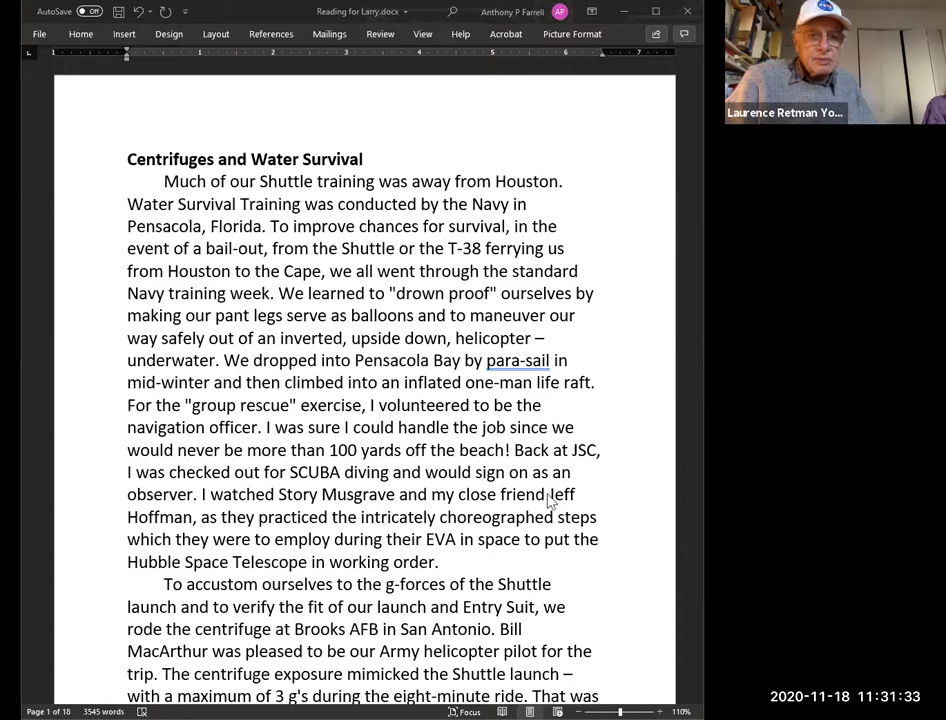 AutoSave Off Reading for Larry.docx Anthony P Farrell AP
File Home Insert Design Layout References Mailings Review View Help Acrobat Picture Format
1 1 2 3 4 5 6 7
Laurence Retman Yo...
Centrifuges and Water Survival
Much of our Shuttle training was away from Houston.
Water Survival Training was conducted by the Navy in
Pensacola, Florida. To improve chances for survival, in the
event of a bail-out, from the Shuttle or the T-38 ferrying us
from Houston to the Cape, we all went through the standard
Navy training week. We learned to "drown proof" ourselves by
making our pant legs serve as balloons and to maneuver our
way safely out of an inverted, upside down, helicopter –
underwater. We dropped into Pensacola Bay by para-sail in
mid-winter and then climbed into an inflated one-man life raft.
For the "group rescue" exercise, I volunteered to be the
navigation officer. I was sure I could handle the job since we
would never be more than 100 yards off the beach! Back at JSC,
I was checked out for SCUBA diving and would sign on as an
observer. I watched Story Musgrave and my close friend Jeff
Hoffman, as they practiced the intricately choreographed steps
which they were to employ during their EVA in space to put the
Hubble Space Telescope in working order.
To accustom ourselves to the g-forces of the Shuttle
launch and to verify the fit of our launch and Entry Suit, we
rode the centrifuge at Brooks AFB in San Antonio. Bill
MacArthur was pleased to be our Army helicopter pilot for the
trip. The centrifuge exposure mimicked the Shuttle launch –
with a maximum of 3 g's during the eight-minute ride. That was
Page 1 of 18 3545 words Focus 110%
2020-11-18 11:31:33